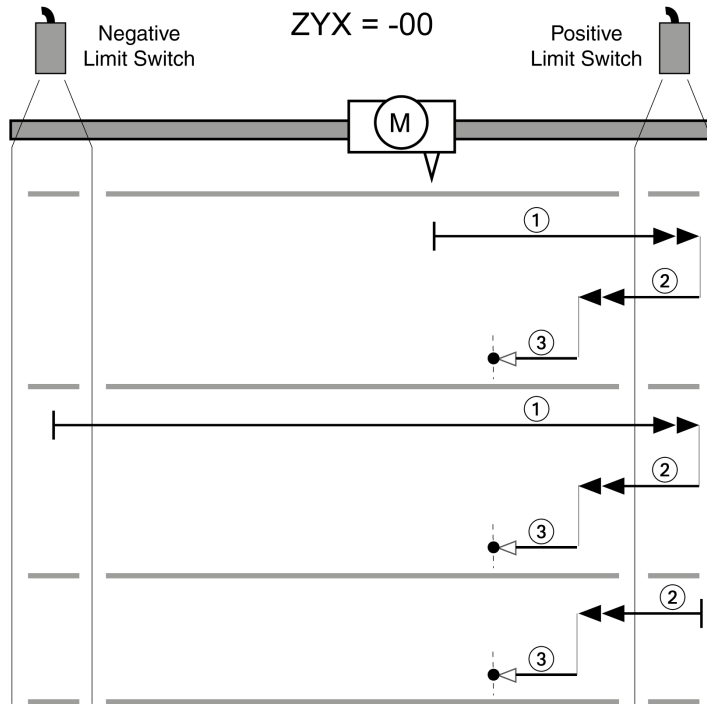 ZYX = -00
Negative
Limit Switch
Positive
Limit Switch
M
1
2
3
1
2
3
2
3